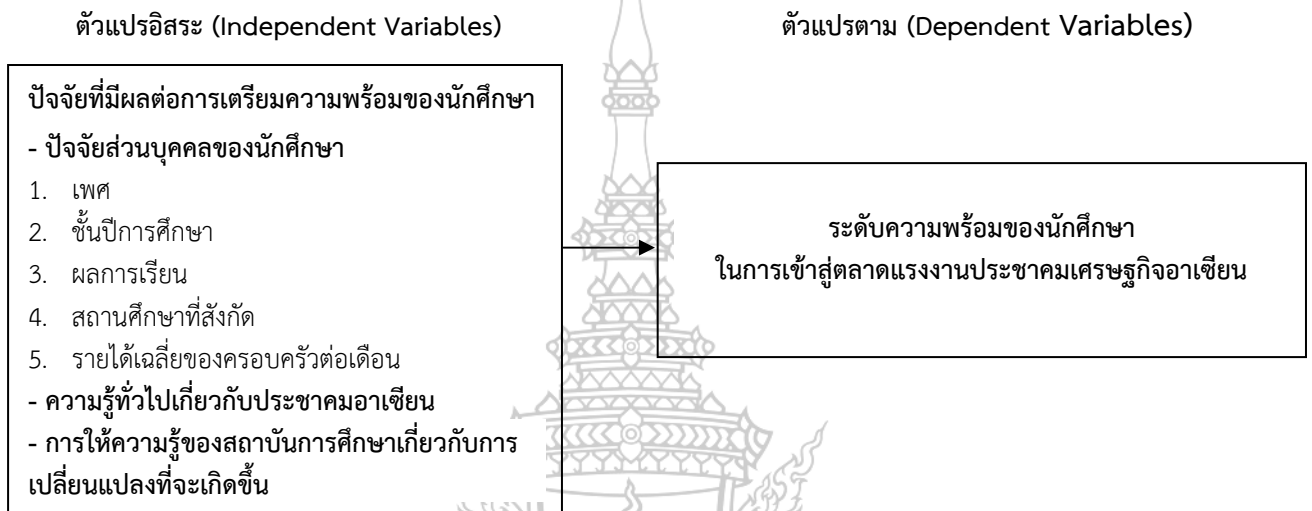 ตัวแปรอิสระ (Independent Variables)
ตัวแปรตาม (Dependent Variables)
ปัจจัยที่มีผลต่อการเตรียมความพร้อมของนักศึกษา
- ปัจจัยส่วนบุคคลของนักศึกษา
1. เพศ
2. ชั้นปีการศึกษา
3. ผลการเรียน
4. สถานศึกษาที่สังกัด
5. รายได้เฉลี่ยของครอบครัวต่อเดือน
- ความรู้ทั่วไปเกี่ยวกับประชาคมอาเซียน
- การให้ความรู้ของสถาบันการศึกษาเกี่ยวกับการ
เปลี่ยนแปลงที่จะเกิดขึ้น
ระดับความพร้อมของนักศึกษา
ในการเข้าสู่ตลาดแรงงานประชาคมเศรษฐกิจอาเซียน